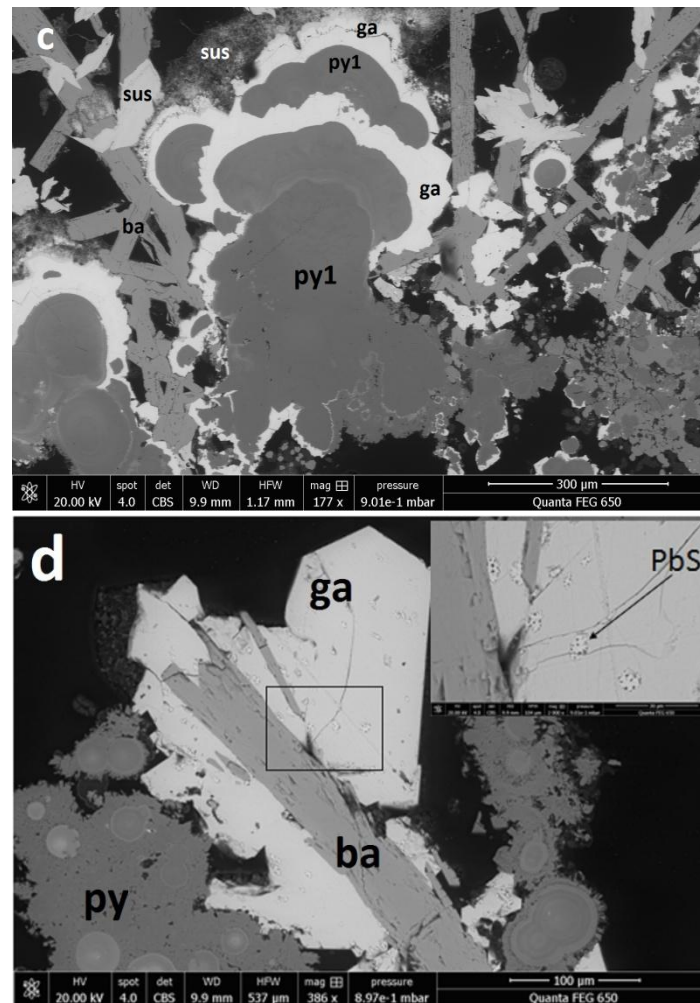 c
ga
sus
py1
sus
ga
ba
py1
HV spot det WD HFW mag pressure 300 µm
20.00 kV 4.0 CBS 9.9 mm 1.17 mm 177 x 9.01e-1 mbar Quanta FEG 650
d
ga
PbS
Quanta FEG 650
ba
py
HV spot det WD HFW mag pressure 100 µm
20.00 kV 4.0 CBS 9.9 mm 537 µm 386 x 8.97e-1 mbar Quanta FEG 650